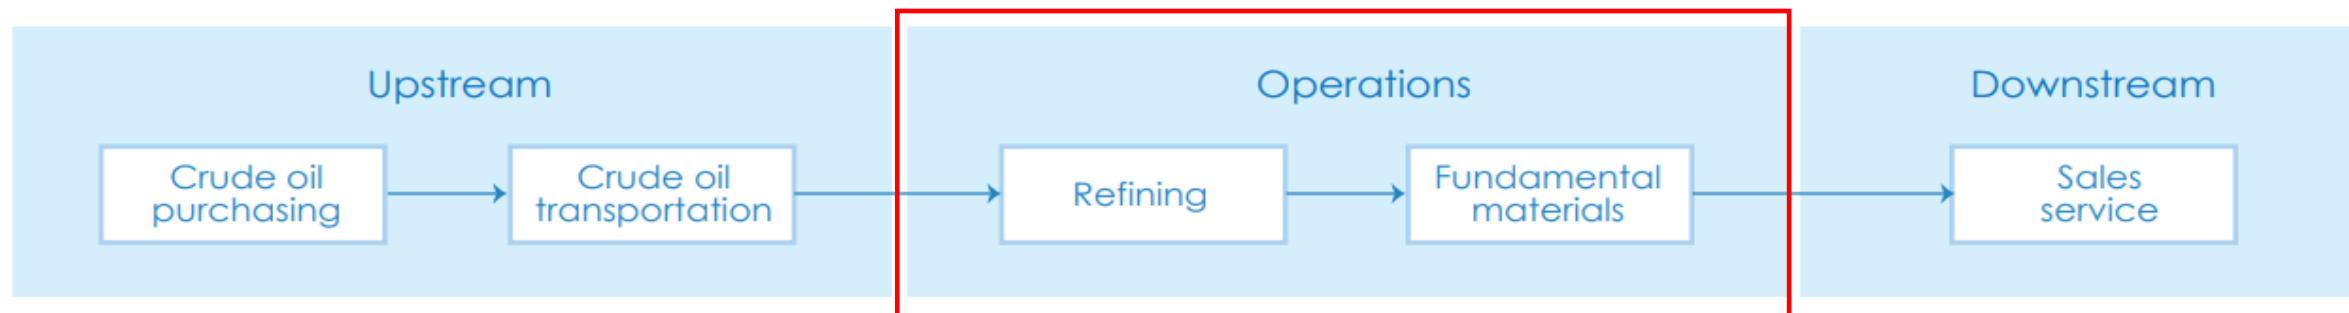 Upstream
Operations
Downstream
Crude oil
purchasing
Crude oil
transportation
Refining
Fundamental
materials
Sales
service